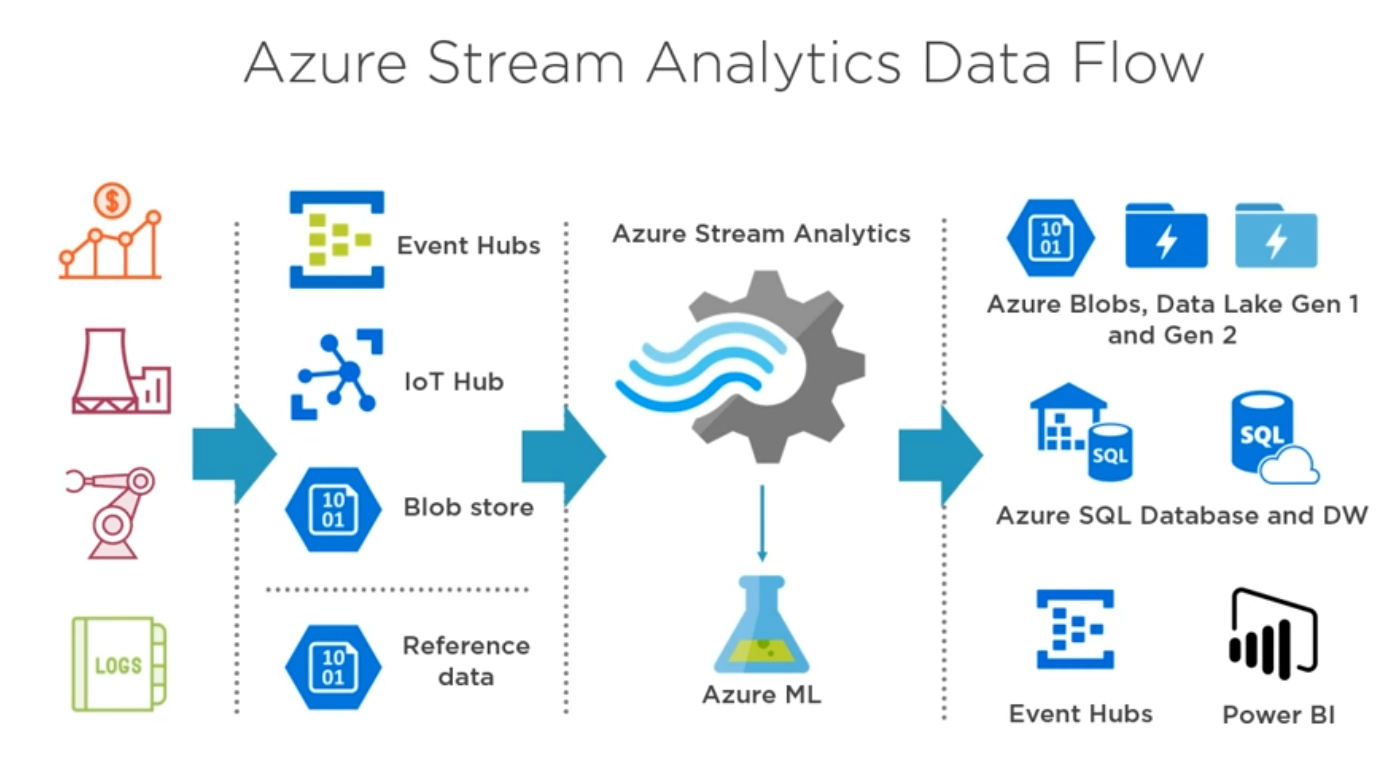 Azure Stream Analytics Data Flow
$
LOGS
Event Hubs
IoT Hub
10
01
Blob store
10
01
Reference
data
Azure Stream Analytics
Azure ML
10
01
Azure Blobs, Data Lake Gen 1
and Gen 2
SQL
SQL
Azure SQL Database and DW
Event Hubs
Power BI